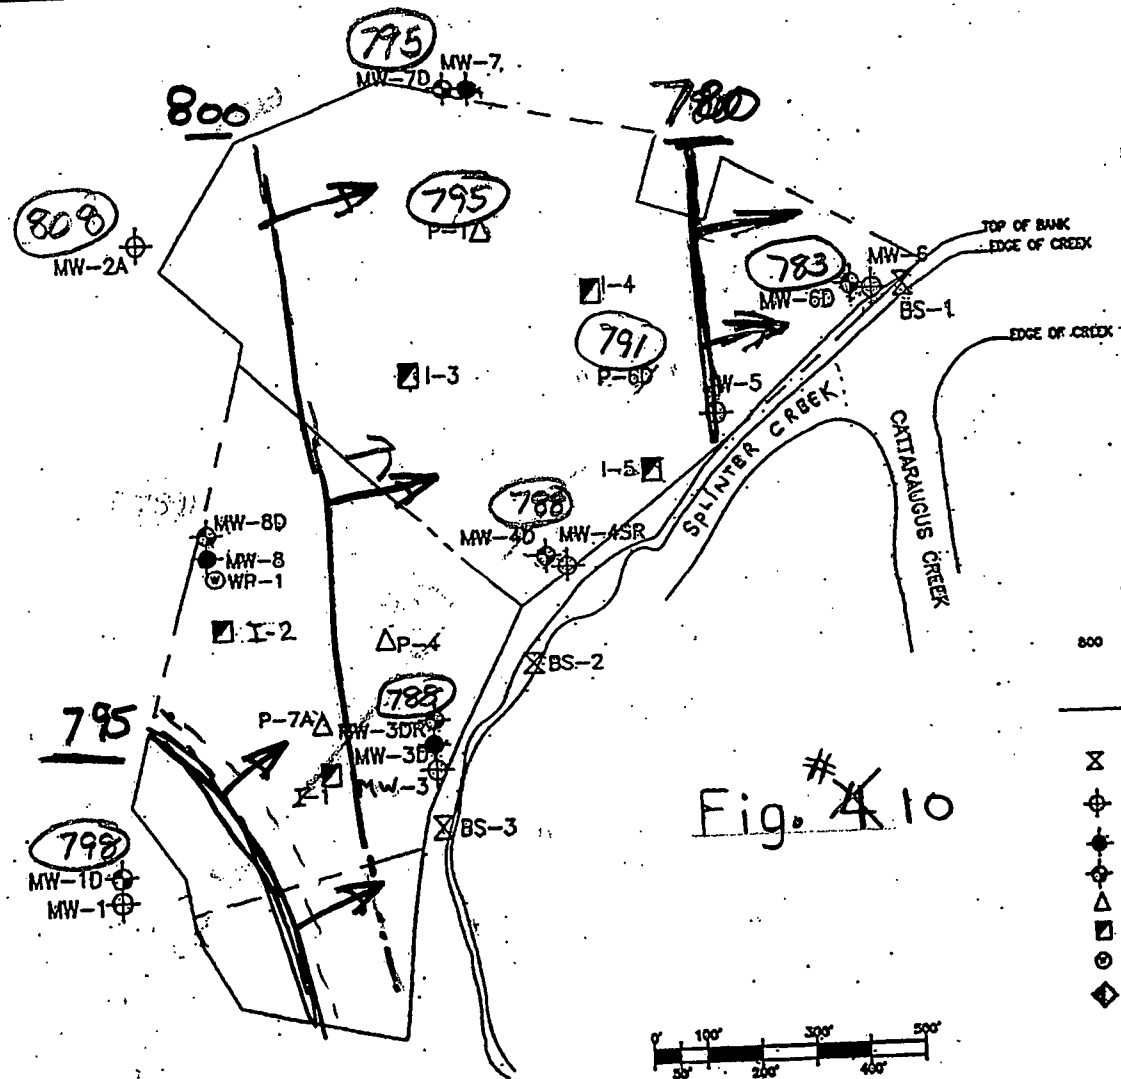 795
MW-7
MW-7D
800
780
808
MW-2A
795
P-1
TOP OF BANK
EDGE OF CREEK
MW-6
783
MW-6D
BS-1
I-4
791
P-6D
EDGE OF CREEK
I-3
W-5
SPLINTER CREEK
CATTARAUGUS CREEK
I-5
788
MW-4D MW-4SR
MW-8D
MW-8
WP-1
I-2
P-4
BS-2
800
788
795
P-7A
MW-3DR
MW-3D
I-1
MW-3
BS-3
Fig. # 10
798
MW-1D
MW-1
0' 100' 300' 500'
50' 200' 400'